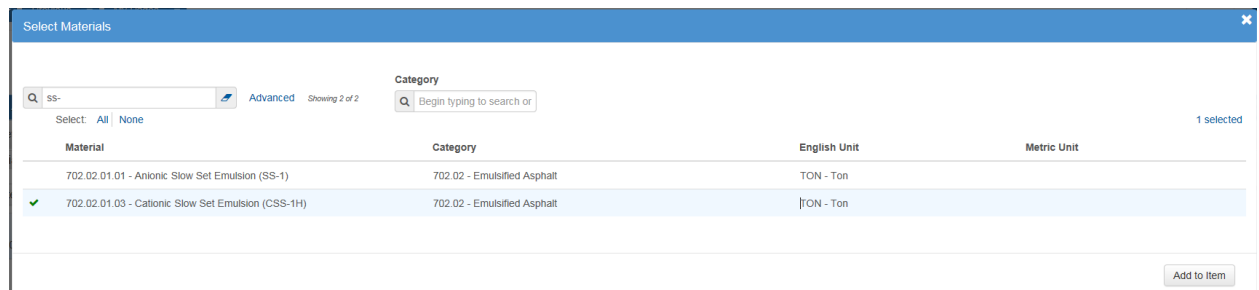 Select Materials
Category
ss-
Advanced
Showing 2 of 2
Begin typing to search or
Select: All None
1 selected
Material Category English Unit Metric Unit
702.02.01.01 - Anionic Slow Set Emulsion (SS-1) 702.02 - Emulsified Asphalt TON - Ton
702.02.01.03 - Cationic Slow Set Emulsion (CSS-1H) 702.02 - Emulsified Asphalt TON - Ton
Add to Item